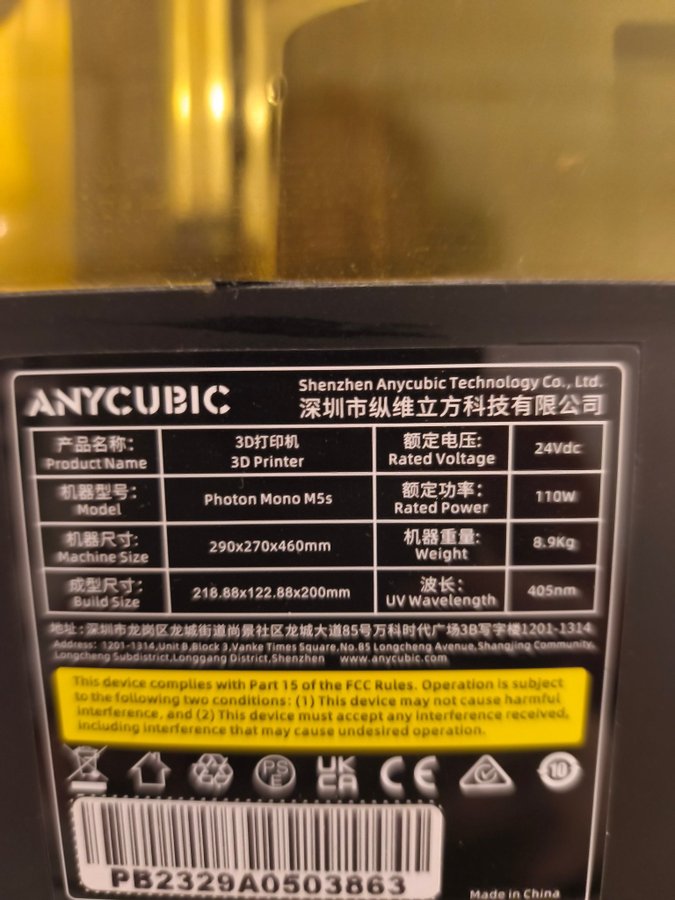 ANYCUBIC
Shenzhen Anycubic Technology Co., Ltd.
深圳市纵维立方科技有限公司
产品名称:
Product Name
3D打印机
3D Printer
额定电压:
Rated Voltage
24Vdc
机器型号:
Model
Photon Mono M5s
额定功率:
Rated Power
110W
机器尺寸:
Machine Size
290x270x460mm
机器重量:
Weight
8.9Kg
成型尺寸:
Build Size
218.88x122.88x200mm
波长:
UV Wavelength
405nm
地址:深圳市龙岗区龙城街道尚景社区龙城大道85号万科时代广场3B写字楼1201-1314
Address: 1201-1314,Unit B,Block 3,Vanke Times Square,No.85 Longcheng Avenue,Shangjing Community,
Longcheng Subdistrict,Longgang District,Shenzhen www.anycubic.com
This device complies with Part 15 of the FCC Rules. Operation is subject
to the following two conditions: (1) This device may not cause harmful
interference, and (2) This device must accept any interference received,
including interference that may cause undesired operation.
PSE
UK
CA
CE
10
PB2329A0503863
Made in China